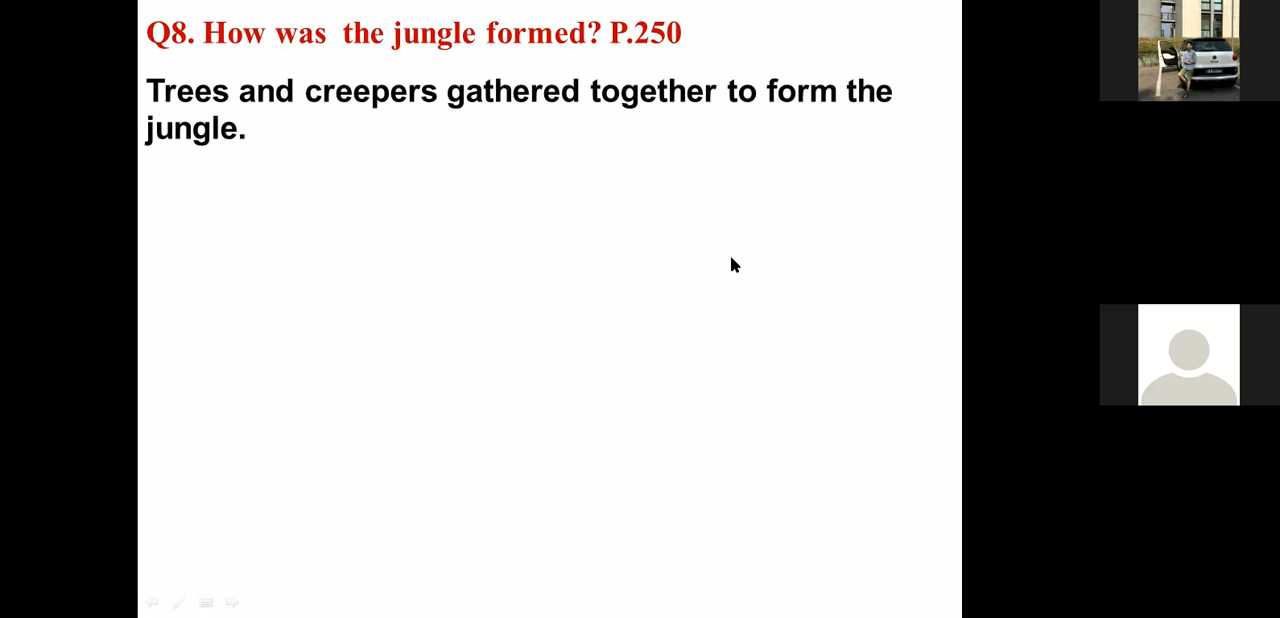 Q8. How was the jungle formed? P.250
Trees and creepers gathered together to form the
jungle.